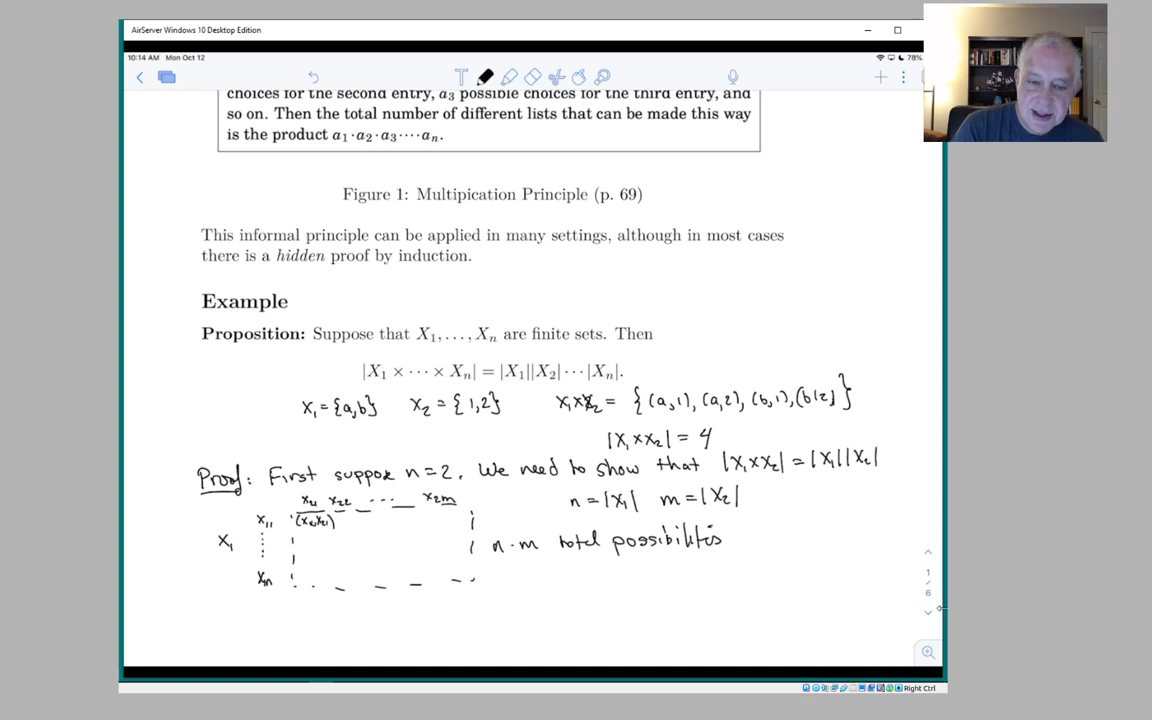 AirServer Windows 10 Desktop Edition
10:14 AM Mon Oct 12
78%
choices for the second entry, a₃ possible choices for the third entry, and
so on. Then the total number of different lists that can be made this way
is the product a₁·a₂·a₃····aₙ.
Figure 1: Multipication Principle (p. 69)
This informal principle can be applied in many settings, although in most cases
there is a hidden proof by induction.
Example
Proposition: Suppose that X₁, . . . , Xₙ are finite sets. Then
|X₁ × · · · × Xₙ| = |X₁||X₂| · · · |Xₙ|.
X₁ = {a,b} X₂ = {1,2} X₁×X₂ = {(a,1), (a,2), (b,1), (b,2)}
|X₁×X₂| = 4
Proof: First suppose n=2. We need to show that |X₁×X₂| = |X₁||X₂|
n = |X₁| m = |X₂|
x₂₁ x₂₂ ... x₂ₘ
x₁₁ (x₁₁,x₂₁)
X₁ n·m total possibilities
x₁ₙ
1
/
6
Right Ctrl